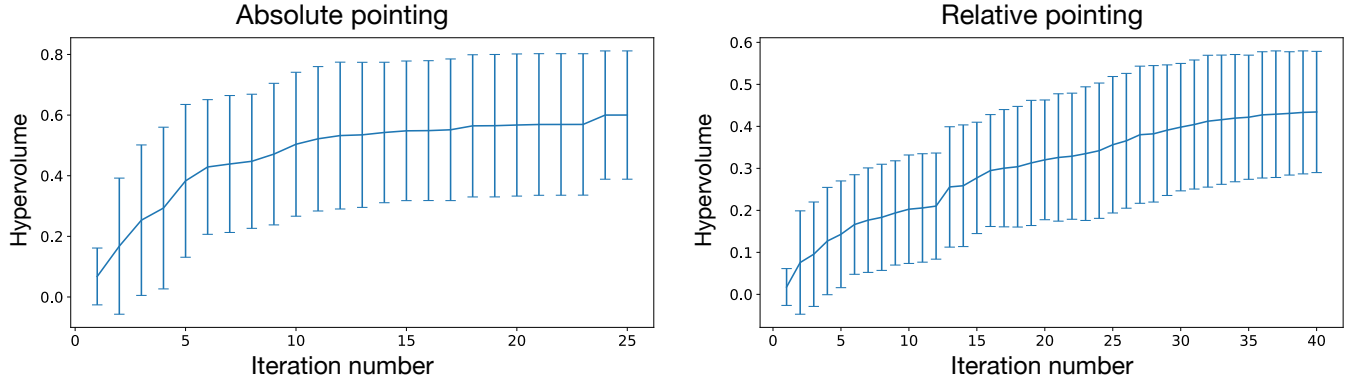 Absolute pointing
Hypervolume
0.8
0.6
0.4
0.2
0.0
0 5 10 15 20 25
Iteration number
Relative pointing
Hypervolume
0.6
0.5
0.4
0.3
0.2
0.1
0.0
0 5 10 15 20 25 30 35 40
Iteration number